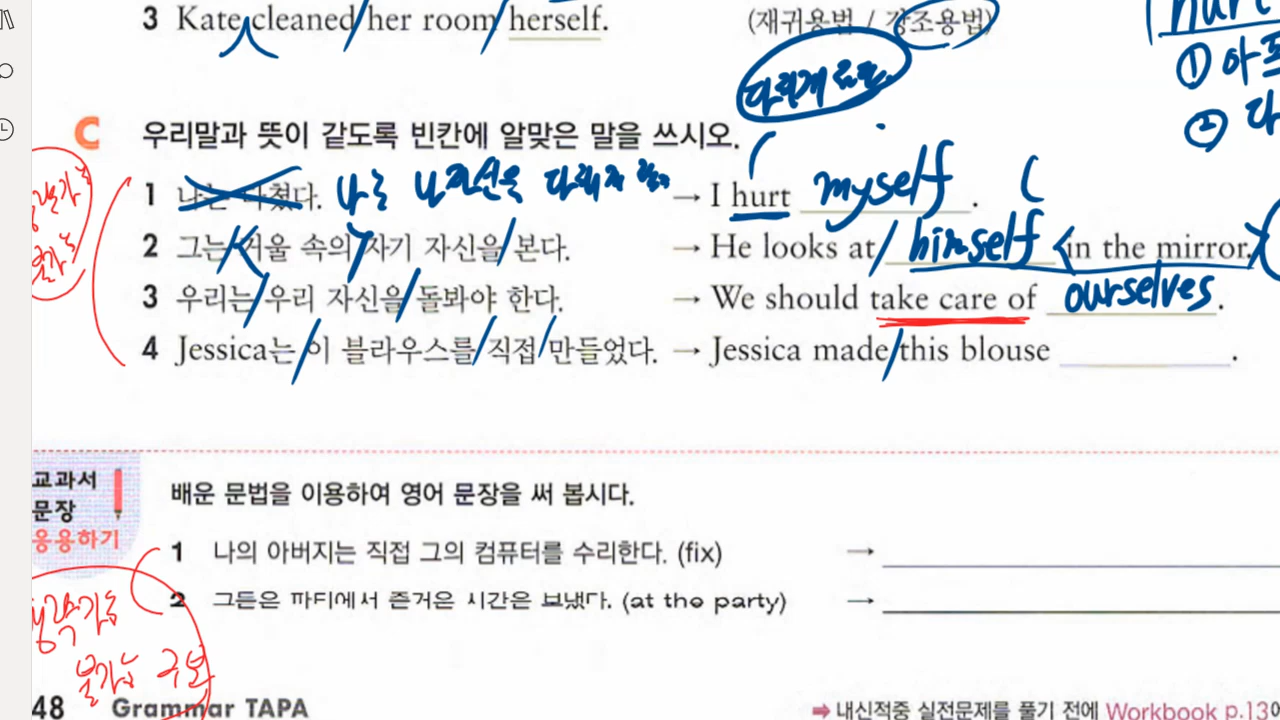 3 Kate cleaned / her room / herself. (재귀용법 / 강조용법)
hurt
① 아프
② 다
다치게 하다.
C 우리말과 뜻이 같도록 빈칸에 알맞은 말을 쓰시오.
1 나는 다쳤다. 나는 나 자신을 → I hurt myself.
2 그는 거울 속의 자기 자신을 / 본다. → He looks at / himself in the mirror.
3 우리는 / 우리 자신을 / 돌봐야 한다. → We should take care of ourselves.
4 Jessica는 / 이 블라우스를 / 직접 / 만들었다. → Jessica made / this blouse ____.
교과서
문장
응용하기
배운 문법을 이용하여 영어 문장을 써 봅시다.
1 나의 아버지는 직접 그의 컴퓨터를 수리한다. (fix) →
2 그들은 파티에서 즐거운 시간을 보냈다. (at the party) →
생략가능
불가능 구분
48 Grammar TAPA
➡ 내신적중 실전문제를 풀기 전에 Workbook p.130에